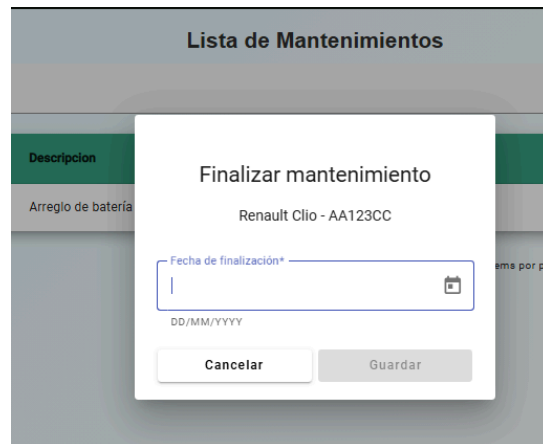 Lista de Mantenimientos
Descripcion
Arreglo de batería
Finalizar mantenimiento
Renault Clio - AA123CC
Fecha de finalización*
DD/MM/YYYY
Cancelar
Guardar
por